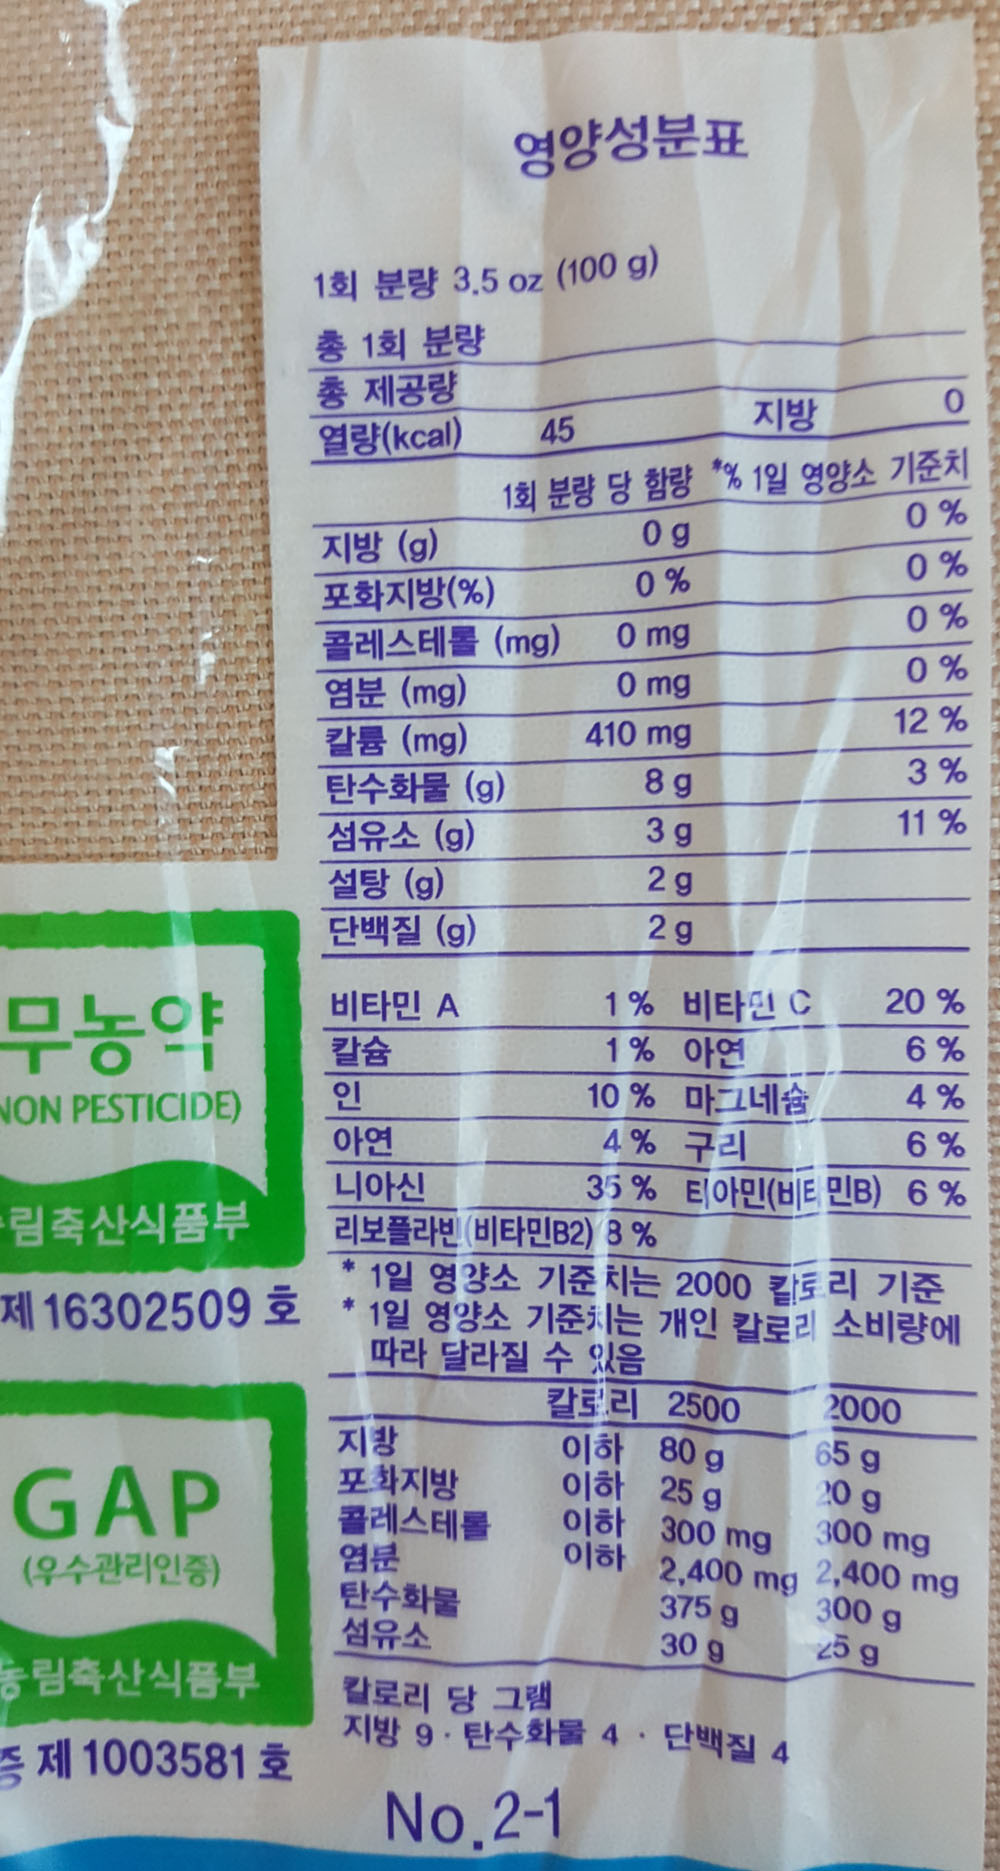 영양성분표
1회 분량 3.5 oz (100 g)
총 1회 분량
총 제공량
열량(kcal) 45 지방 0
1회 분량 당 함량 *% 1일 영양소 기준치
지방 (g) 0 g 0 %
포화지방(%) 0 % 0 %
콜레스테롤 (mg) 0 mg 0 %
염분 (mg) 0 mg 0 %
칼륨 (mg) 410 mg 12 %
탄수화물 (g) 8 g 3 %
섬유소 (g) 3 g 11 %
설탕 (g) 2 g
단백질 (g) 2 g
비타민 A 1 % 비타민 C 20 %
칼슘 1 % 아연 6 %
인 10 % 마그네슘 4 %
아연 4 % 구리 6 %
니아신 35 % 티아민(비타민B) 6 %
리보플라빈(비타민B2) 8 %
* 1일 영양소 기준치는 2000 칼로리 기준
* 1일 영양소 기준치는 개인 칼로리 소비량에
따라 달라질 수 있음
칼로리 2500 2000
지방 이하 80 g 65 g
포화지방 이하 25 g 20 g
콜레스테롤 이하 300 mg 300 mg
염분 이하 2,400 mg 2,400 mg
탄수화물 375 g 300 g
섬유소 30 g 25 g
칼로리 당 그램
지방 9 · 탄수화물 4 · 단백질 4
No.2-1
무농약
NON PESTICIDE)
림축산식품부
제 16302509 호
GAP
(우수관리인증)
농림축산식품부
제 1003581 호